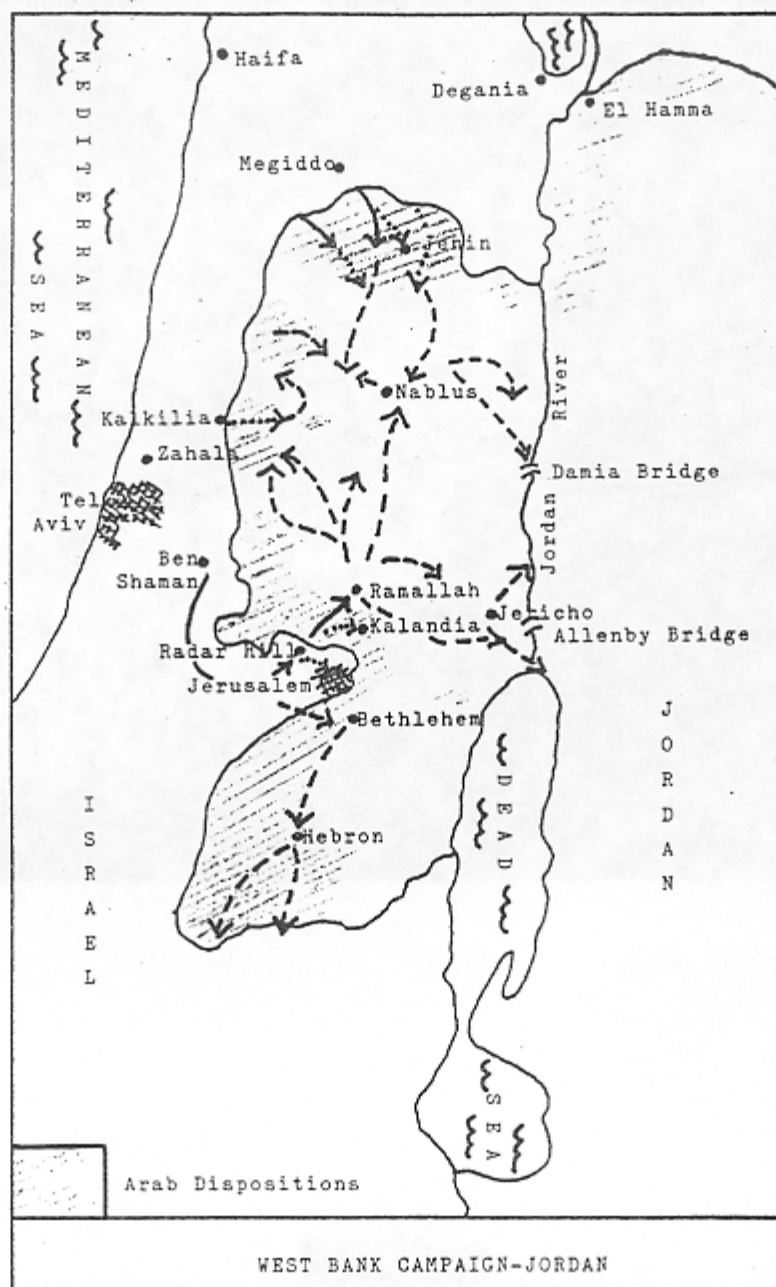 Haifa
Degania
El Hamma
MEDITERRANEAN
SEA
Megiddo
Jenin
River
Nablus
Kalkilia
Zahala
Damia Bridge
Tel
Aviv
Jordan
Ben
Shaman
Ramallah
Jericho
Kalandia
Allenby Bridge
Radar Hill
Jerusalem
Bethlehem
JORDAN
DEAD
ISRAEL
Hebron
SEA
Arab Dispositions
WEST BANK CAMPAIGN-JORDAN